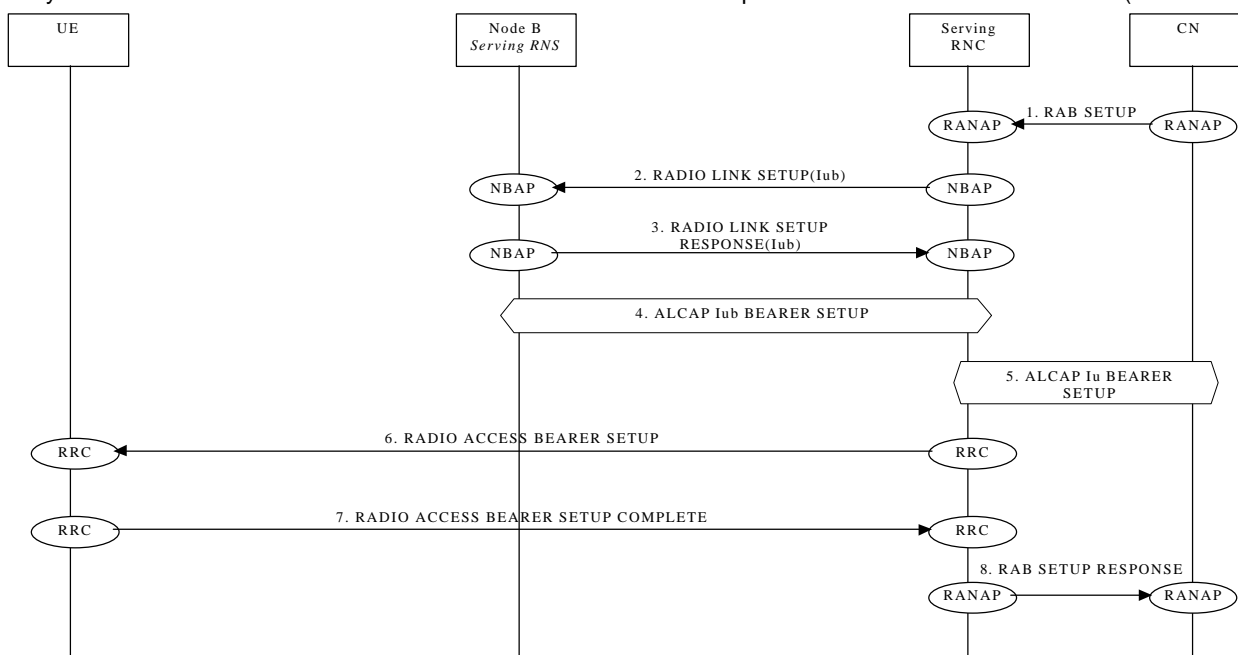 UE
Node B
Serving RNS
Serving
RNC
CN
1. RAB SETUP
RANAP
RANAP
2. RADIO LINK SETUP(Iub)
NBAP
NBAP
3. RADIO LINK SETUP
RESPONSE(Iub)
NBAP
NBAP
4. ALCAP Iub BEARER SETUP
5. ALCAP Iu BEARER
SETUP
6. RADIO ACCESS BEARER SETUP
RRC
RRC
7. RADIO ACCESS BEARER SETUP COMPLETE
RRC
RRC
8. RAB SETUP RESPONSE
RANAP
RANAP